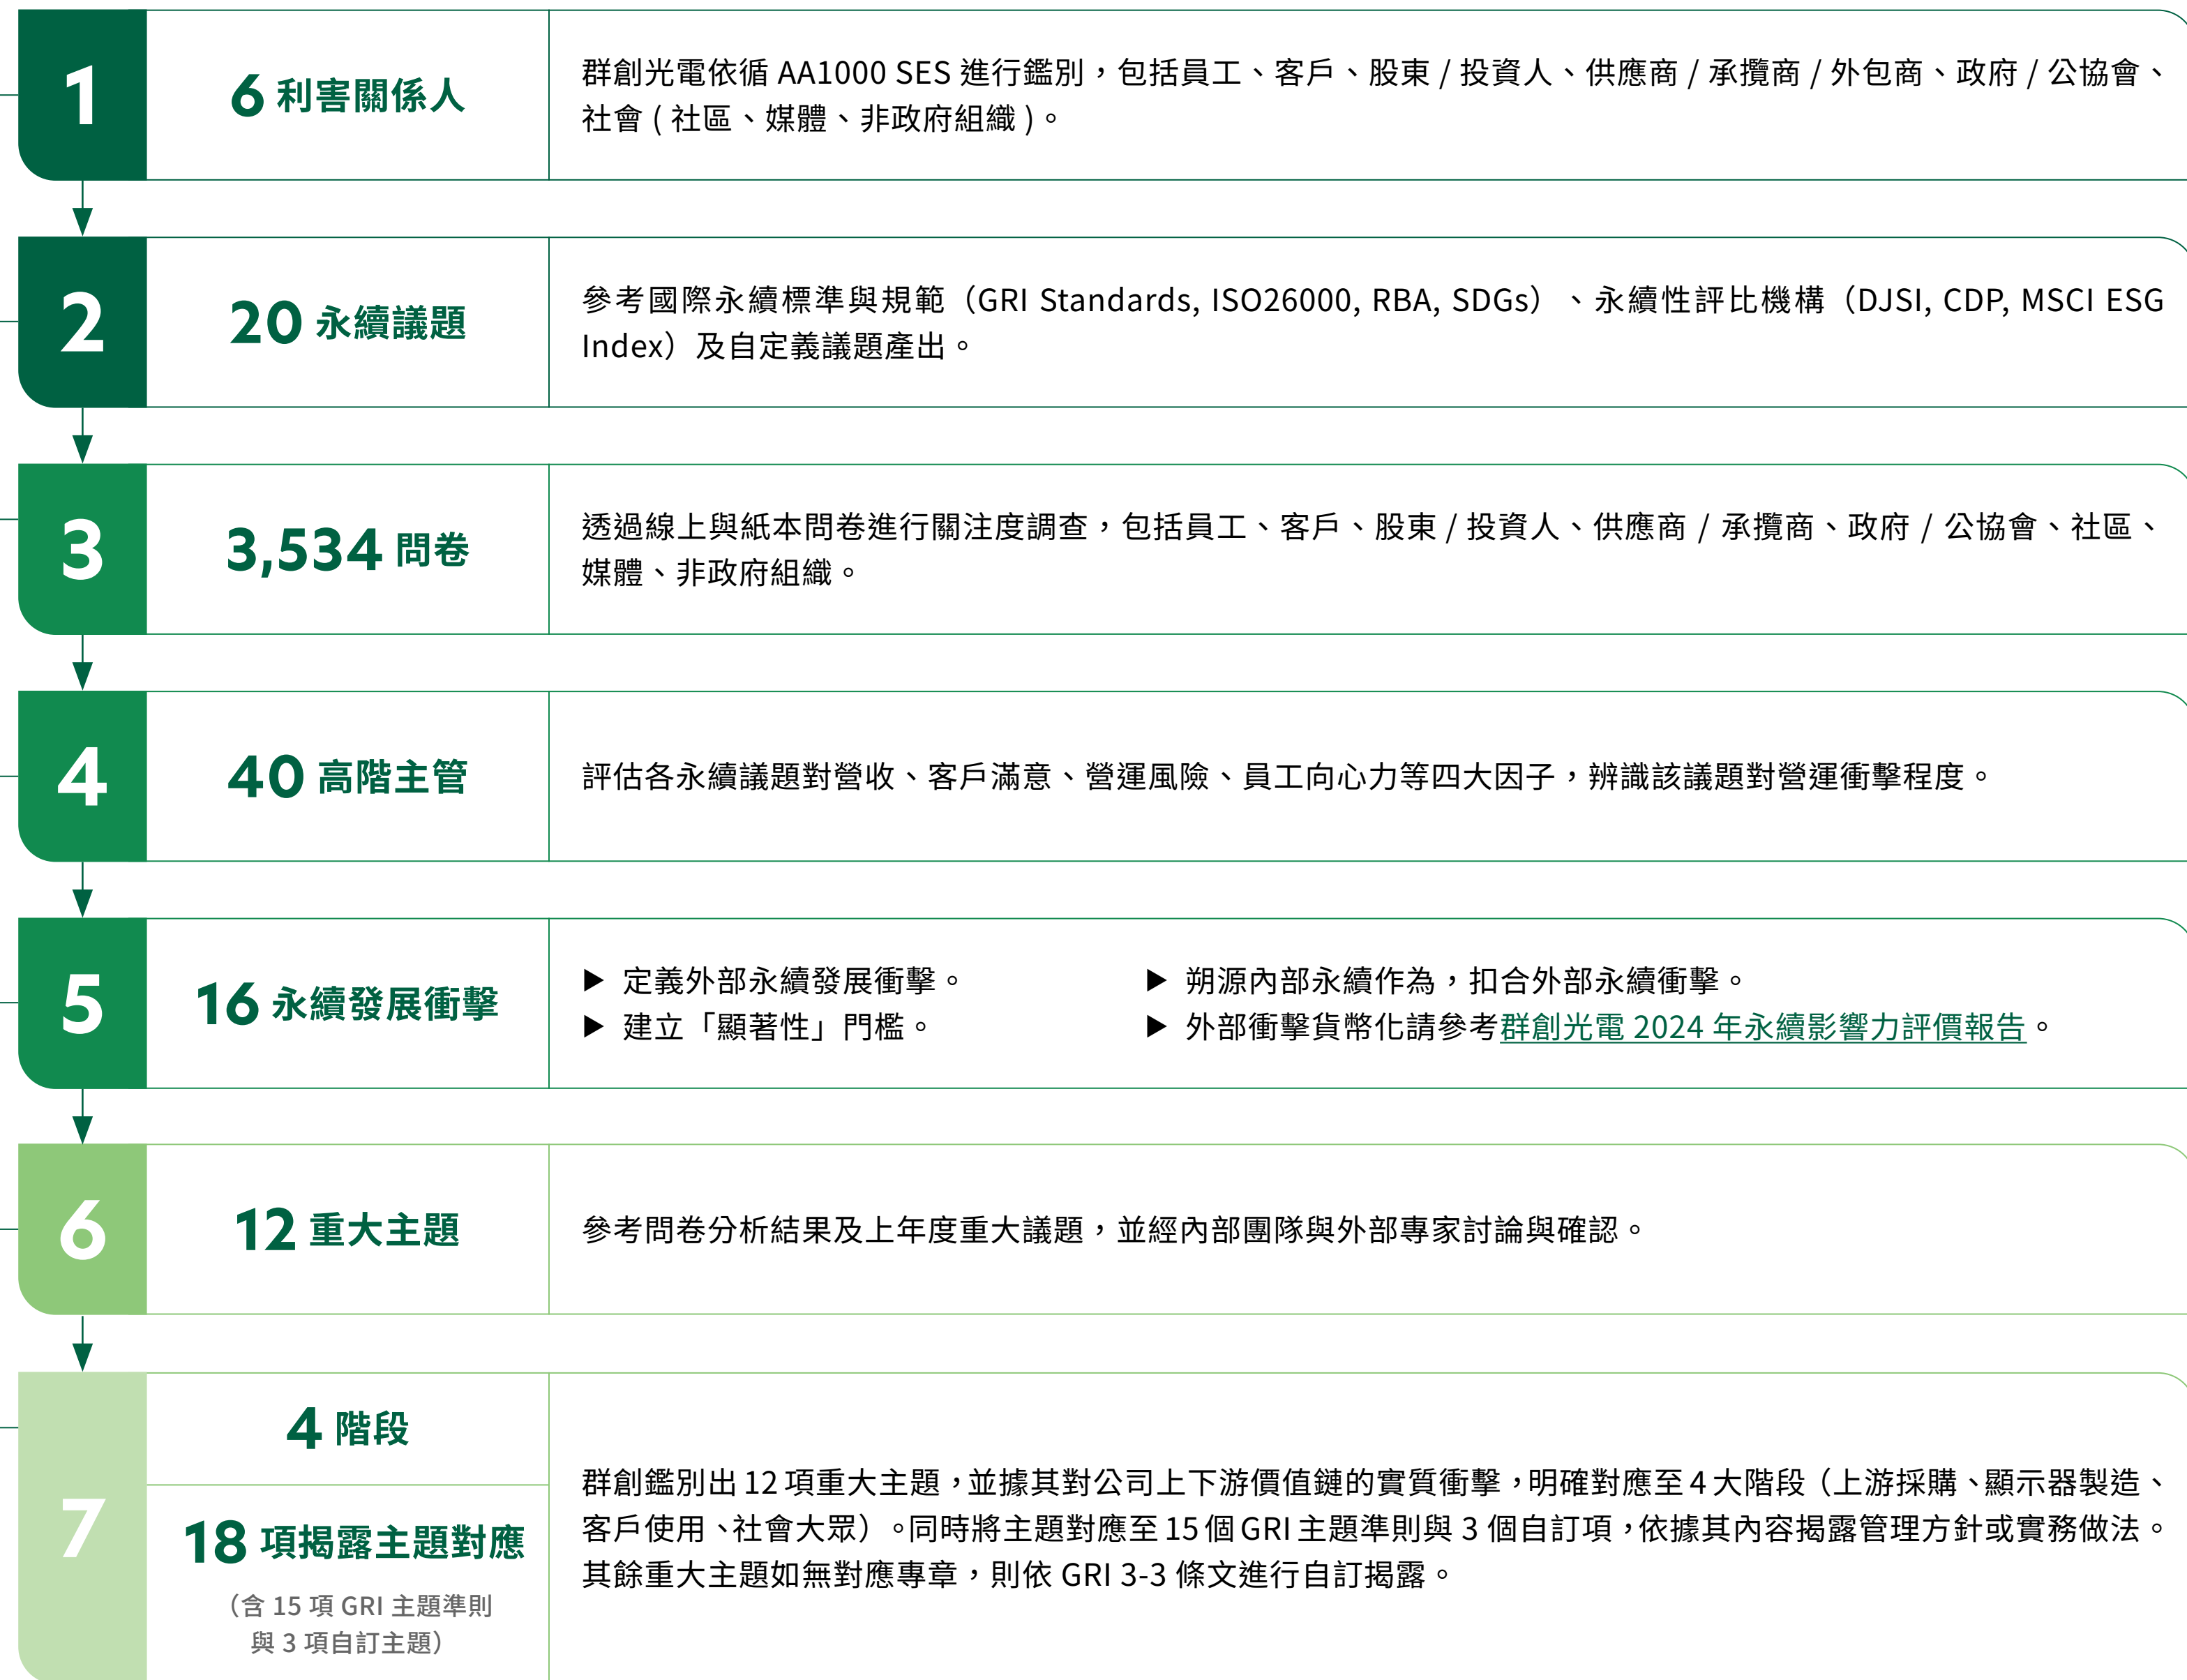 1
6 利害關係人
群創光電依循 AA1000 SES 進行鑑別，包括員工、客戶、股東 / 投資人、供應商 / 承攬商 / 外包商、政府 / 公協會、
社會 ( 社區、媒體、非政府組織 )。
2
20 永續議題
參考國際永續標準與規範（GRI Standards, ISO26000, RBA, SDGs）、永續性評比機構（DJSI, CDP, MSCI ESG
Index）及自定義議題產出。
3
3,534 問卷
透過線上與紙本問卷進行關注度調查，包括員工、客戶、股東 / 投資人、供應商 / 承攬商、政府 / 公協會、社區、
媒體、非政府組織。
4
40 高階主管
評估各永續議題對營收、客戶滿意、營運風險、員工向心力等四大因子，辨識該議題對營運衝擊程度。
5
16 永續發展衝擊
▶ 定義外部永續發展衝擊。
▶ 建立「顯著性」門檻。
▶ 朔源內部永續作為，扣合外部永續衝擊。
▶ 外部衝擊貨幣化請參考群創光電 2024 年永續影響力評價報告。
6
12 重大主題
參考問卷分析結果及上年度重大議題，並經內部團隊與外部專家討論與確認。
7
4 階段
18 項揭露主題對應
（含 15 項 GRI 主題準則
與 3 項自訂主題）
群創鑑別出 12 項重大主題，並據其對公司上下游價值鏈的實質衝擊，明確對應至 4 大階段（上游採購、顯示器製造、
客戶使用、社會大眾）。同時將主題對應至 15 個 GRI 主題準則與 3 個自訂項，依據其內容揭露管理方針或實務做法。
其餘重大主題如無對應專章，則依 GRI 3-3 條文進行自訂揭露。